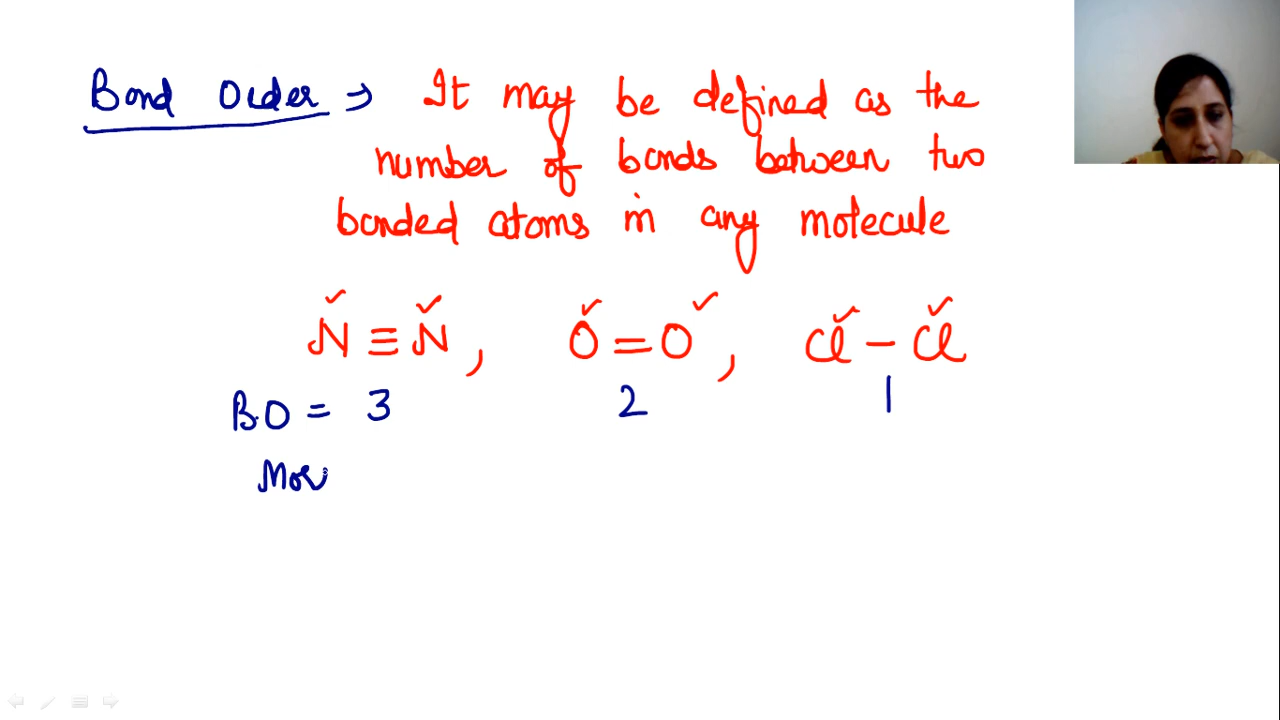 Bond Order ⇒ It may be defined as the
number of bonds between two
bonded atoms in any molecule
N ≡ N , O = O , Cl – Cl
B.O = 3 2 1
Mor